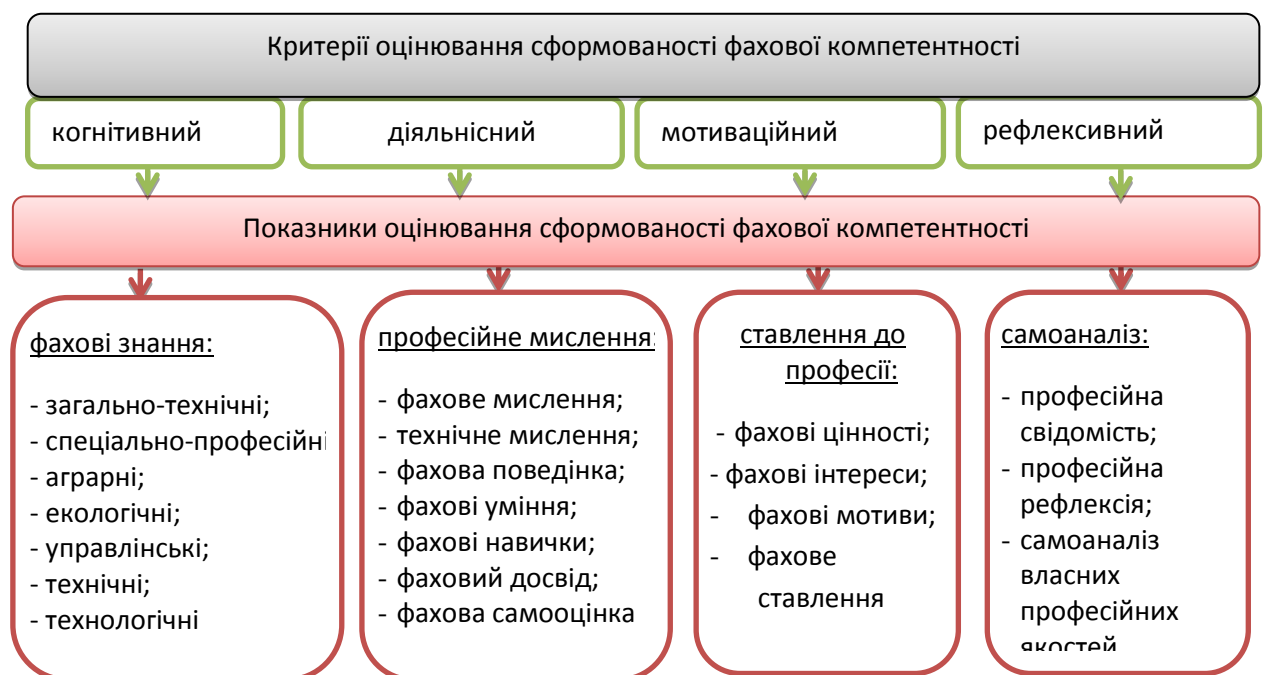 Критерії оцінювання сформованості фахової компетентності
когнітивний
діяльнісний
мотиваційний
рефлексивний
Показники оцінювання сформованості фахової компетентності
фахові знання:
- загально-технічні;
- спеціально-професійні
- аграрні;
- екологічні;
- управлінські;
- технічні;
- технологічні
професійне мислення:
- фахове мислення;
- технічне мислення;
- фахова поведінка;
- фахові уміння;
- фахові навички;
- фаховий досвід;
- фахова самооцінка
ставлення до
професії:
- фахові цінності;
- фахові інтереси;
- фахові мотиви;
- фахове
ставлення
самоаналіз:
- професійна
свідомість;
- професійна
рефлексія;
- самоаналіз
власних
професійних
якостей